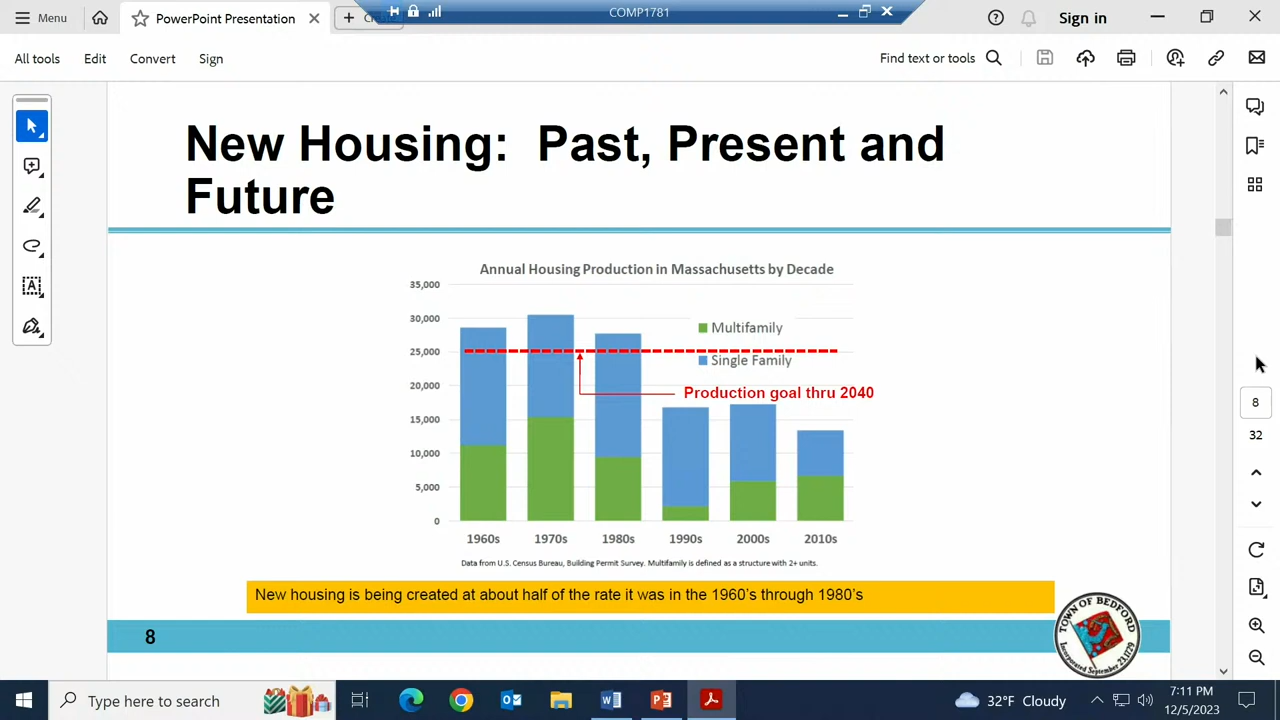 Menu
PowerPoint Presentation
COMP1781
Sign in
All tools
Edit
Convert
Sign
Find text or tools
New Housing:  Past, Present and
Future
Annual Housing Production in Massachusetts by Decade
35,000
30,000
25,000
20,000
15,000
10,000
5,000
0
Multifamily
Single Family
Production goal thru 2040
1960s
1970s
1980s
1990s
2000s
2010s
Data from U.S. Census Bureau, Building Permit Survey. Multifamily is defined as a structure with 2+ units.
New housing is being created at about half of the rate it was in the 1960's through 1980's
8
TOWN OF BEDFORD
8
32
Type here to search
32°F Cloudy
7:11 PM
12/5/2023